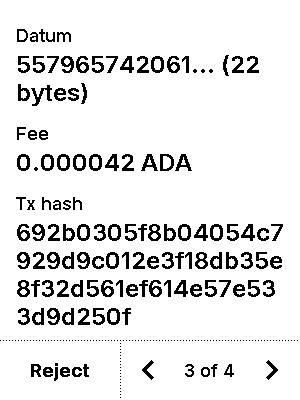 Datum
557965742061... (22
bytes)
Fee
0.000042 ADA
Tx hash
692b0305f8b04054c7
929d9c012e3f18db35e
8f32d561ef614e57e53
3d9d250f
Reject
3 of 4